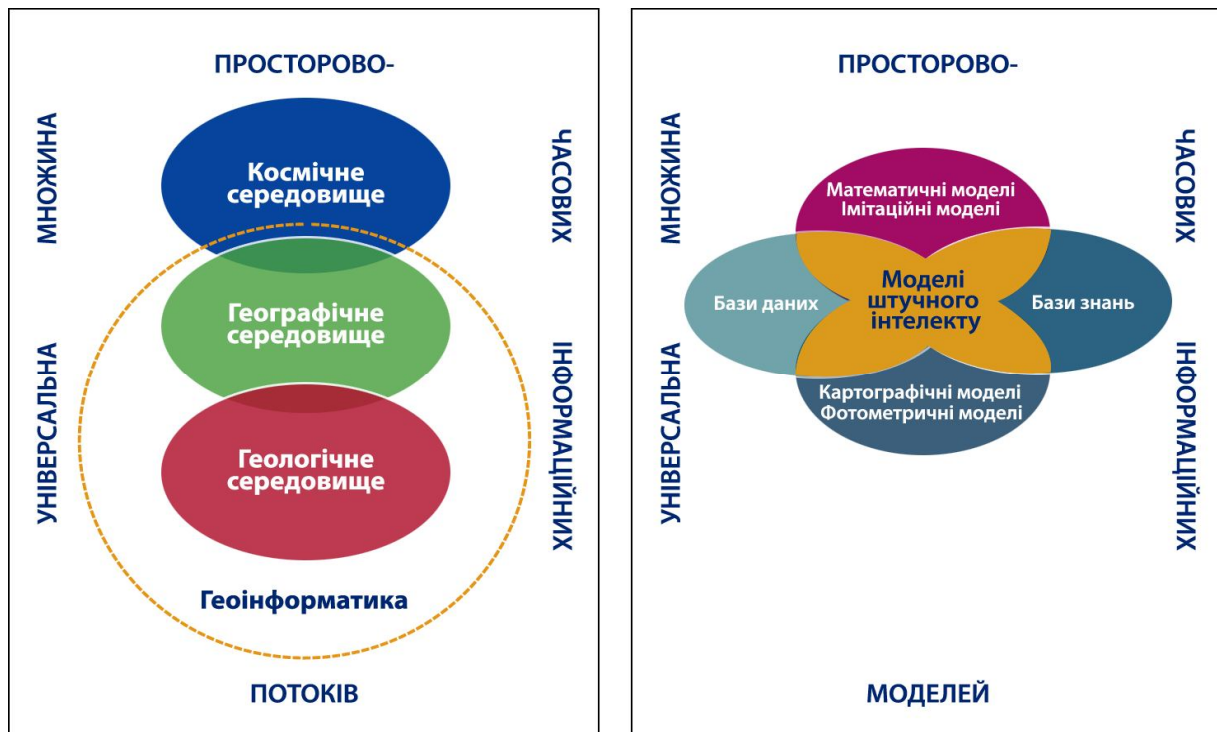 ПРОСТОРОВО-
УНІВЕРСАЛЬНА МНОЖИНА
ЧАСОВИХ ІНФОРМАЦІЙНИХ
Космічне
середовище
Географічне
середовище
Геологічне
середовище
Геоінформатика
ПОТОКІВ
ПРОСТОРОВО-
УНІВЕРСАЛЬНА МНОЖИНА
ЧАСОВИХ ІНФОРМАЦІЙНИХ
Математичні моделі
Імітаційні моделі
Бази даних
Моделі
штучного
інтелекту
Бази знань
Картографічні моделі
Фотометричні моделі
МОДЕЛЕЙ